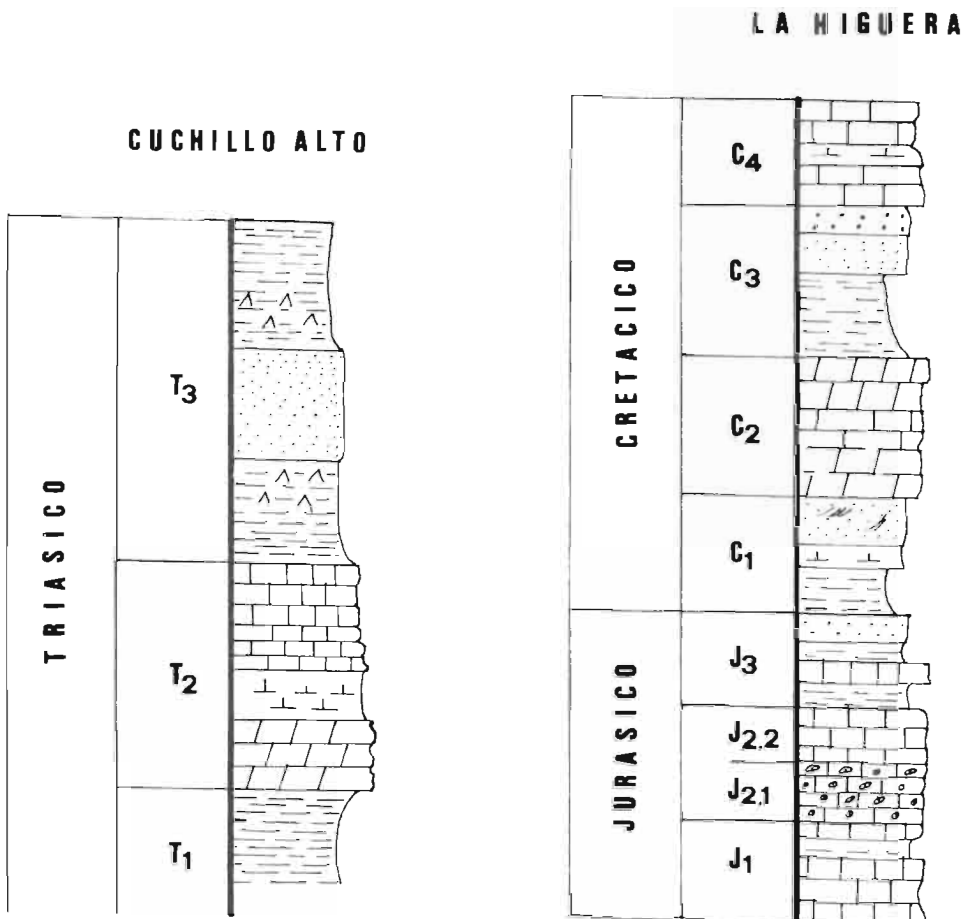 LA HIGUERA
CUCHILLO ALTO
TRIASICO
T3
T2
T1
CRETACICO
C4
C3
C2
C1
JURASICO
J3
J2,2
J2,1
J1